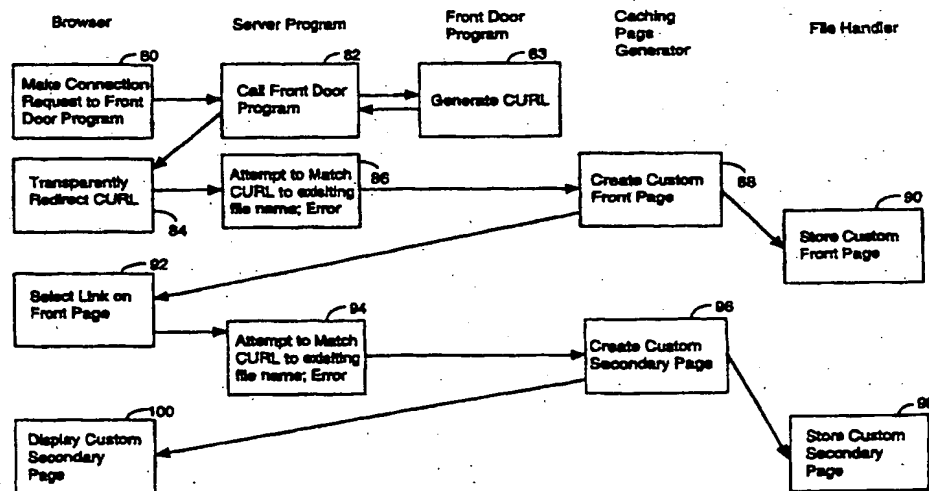 Browser
Server Program
Front Door
Program
Caching
Page
Generator
File Handler
80
Make Connection
Request to Front
Door Program
82
Call Front Door
Program
83
Generate CURL
Transparently
Redirect CURL
84
Attempt to Match
CURL to existing
file name; Error
86
Create Custom
Front Page
88
90
Store Custom
Front Page
92
Select Link on
Front Page
94
Attempt to Match
CURL to existing
file name; Error
96
Create Custom
Secondary Page
98
Store Custom
Secondary
Page
100
Display Custom
Secondary
Page